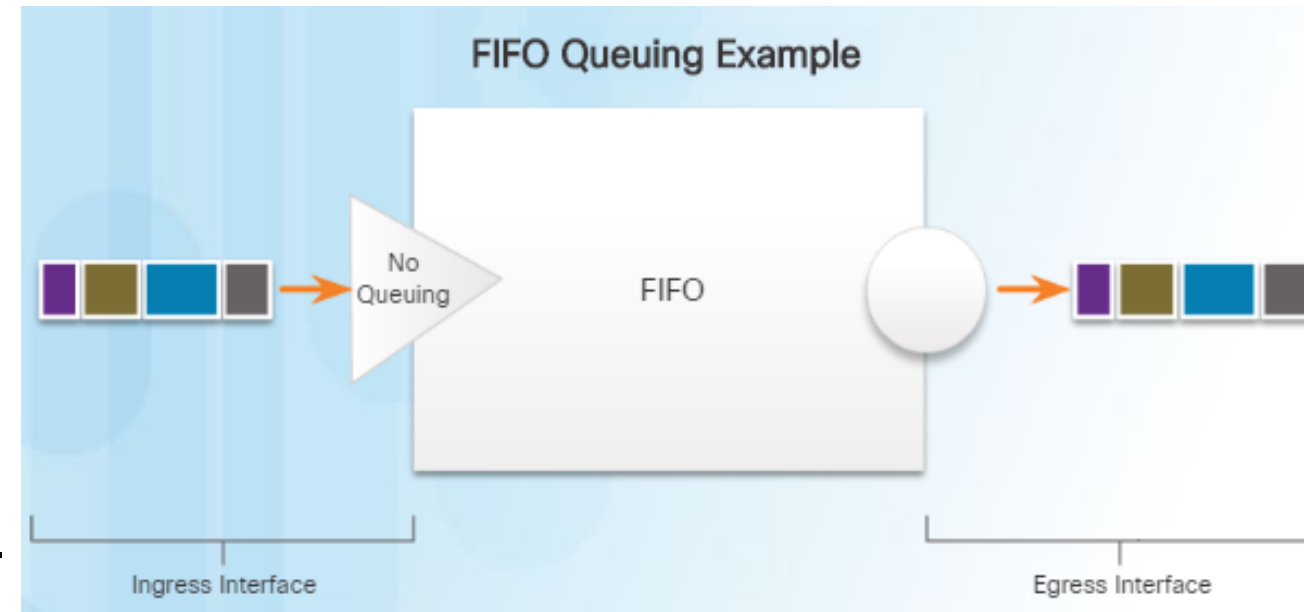 FIFO Queuing Example
No
Queuing
FIFO
Ingress Interface
Egress Interface